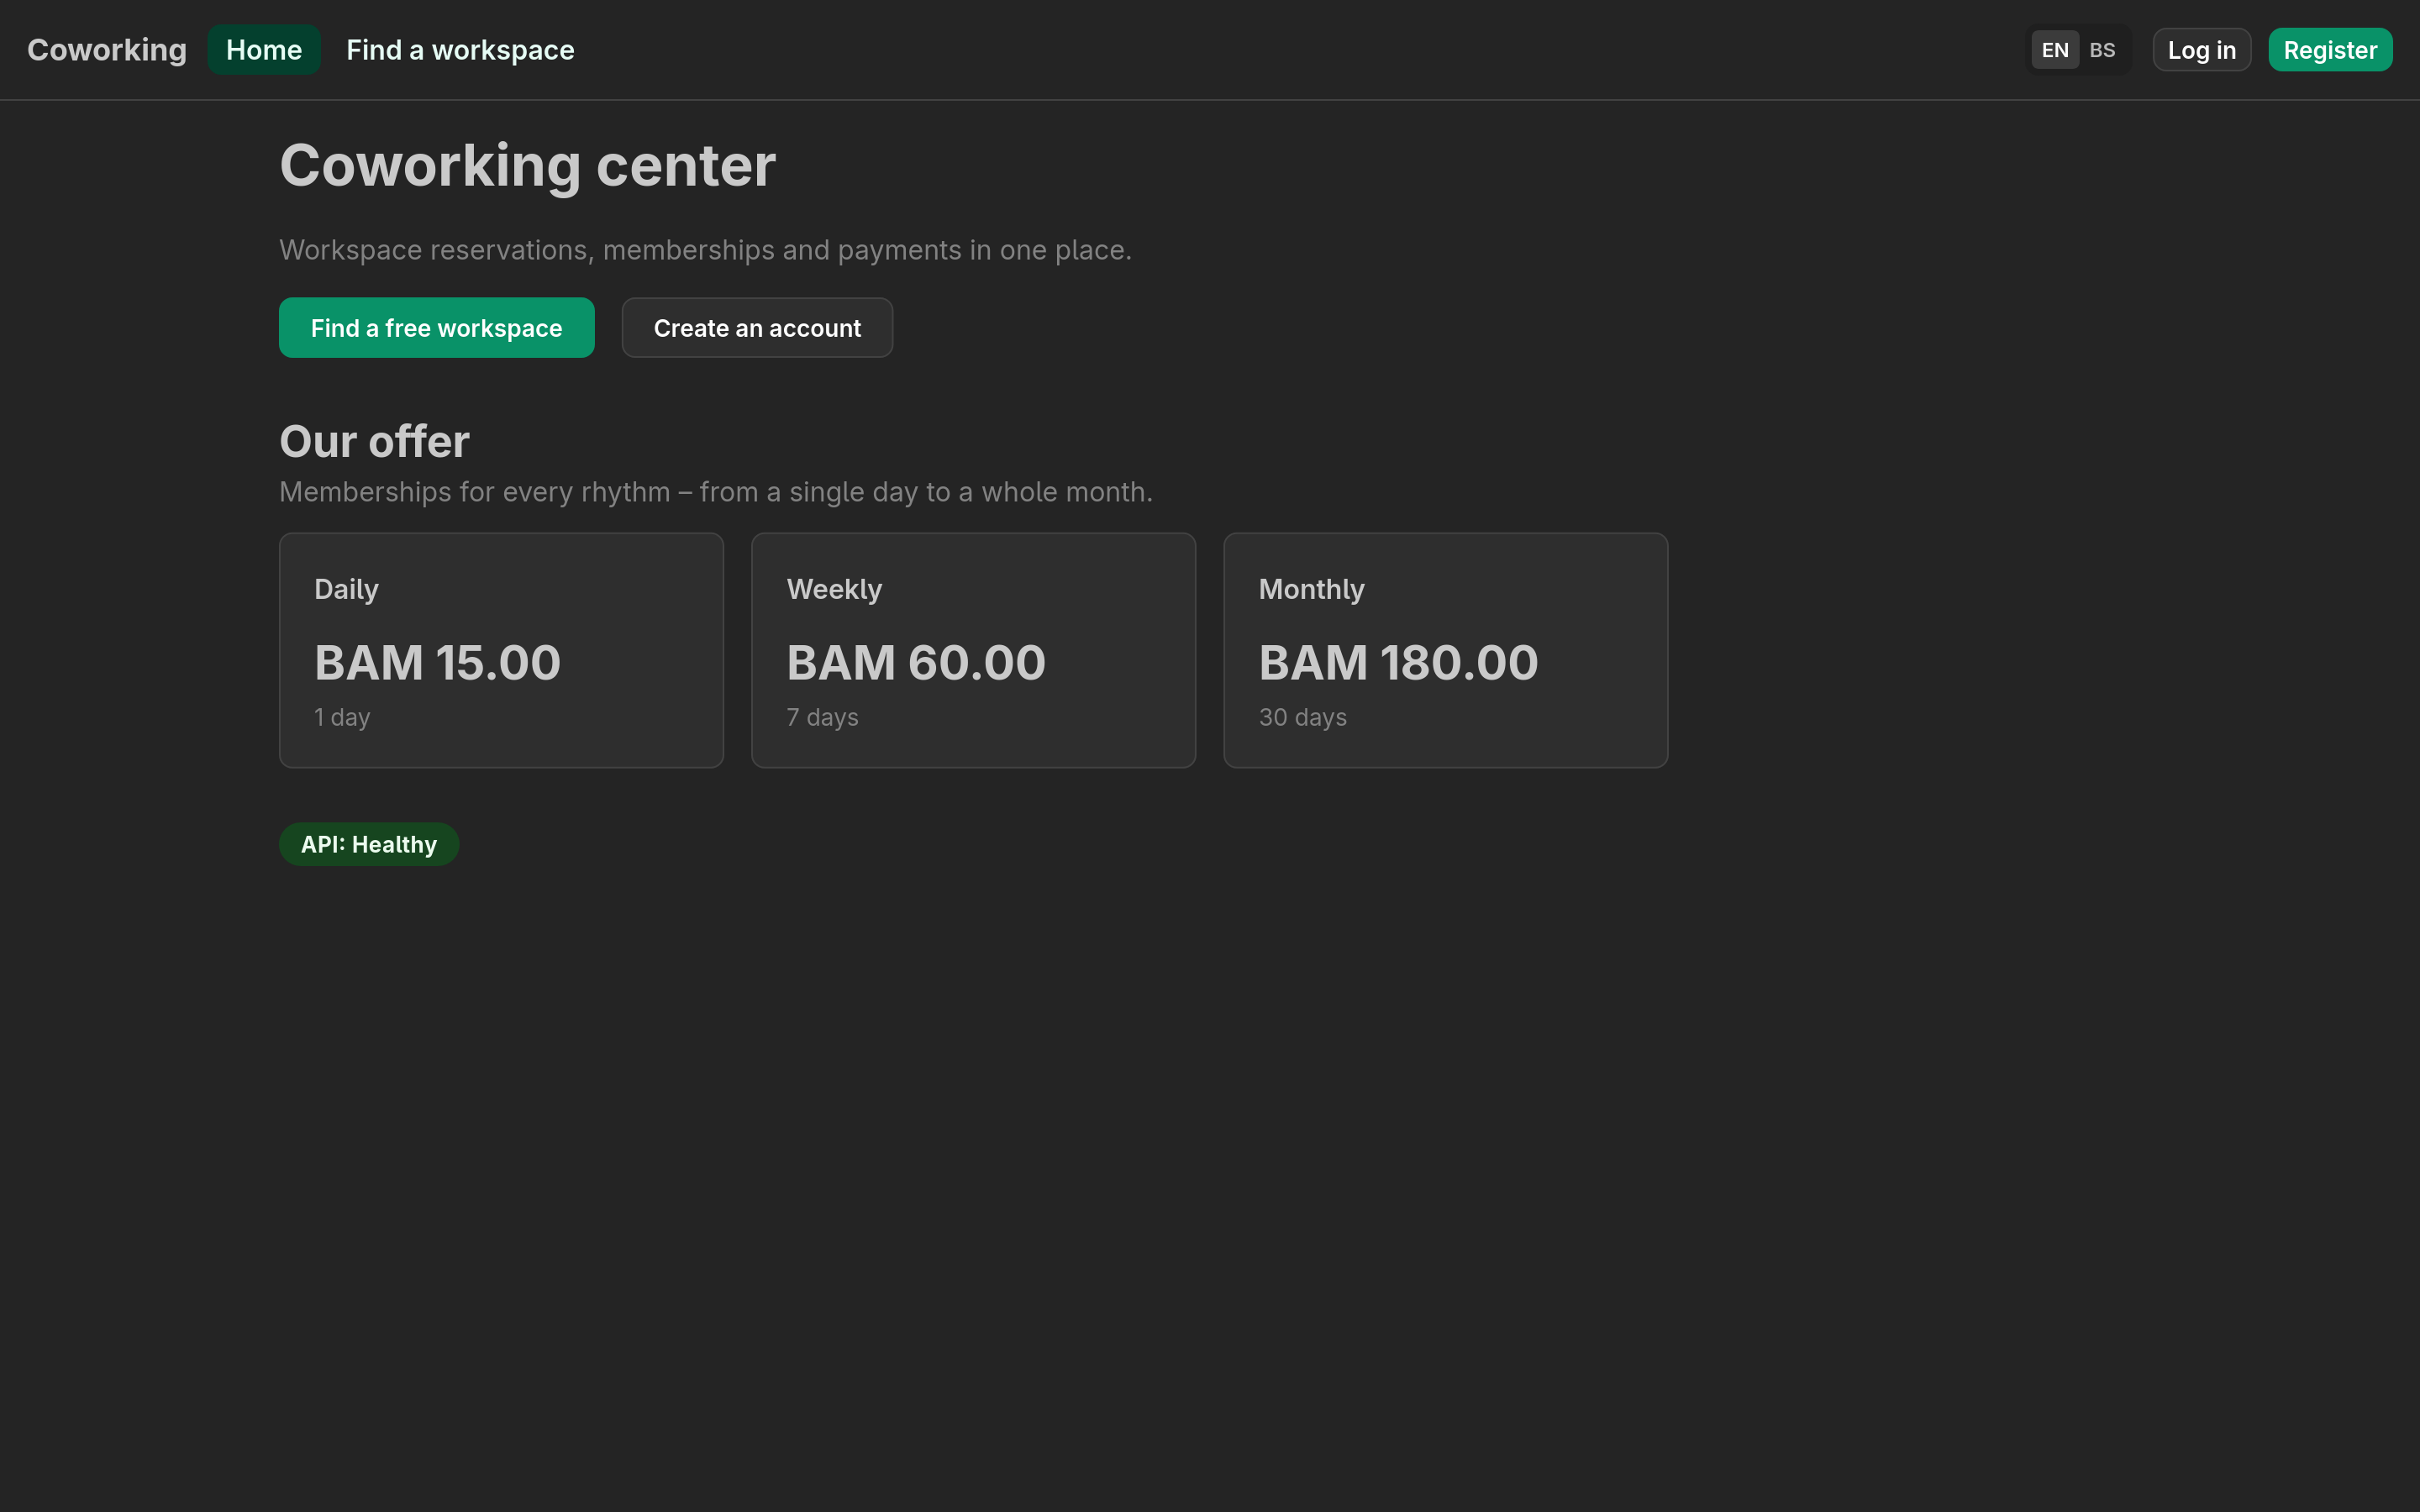 Coworking Home Find a workspace EN BS Log in Register
Coworking center
Workspace reservations, memberships and payments in one place.
Find a free workspace Create an account
Our offer
Memberships for every rhythm – from a single day to a whole month.
Daily Weekly Monthly
BAM 15.00 BAM 60.00 BAM 180.00
1 day 7 days 30 days
API: Healthy